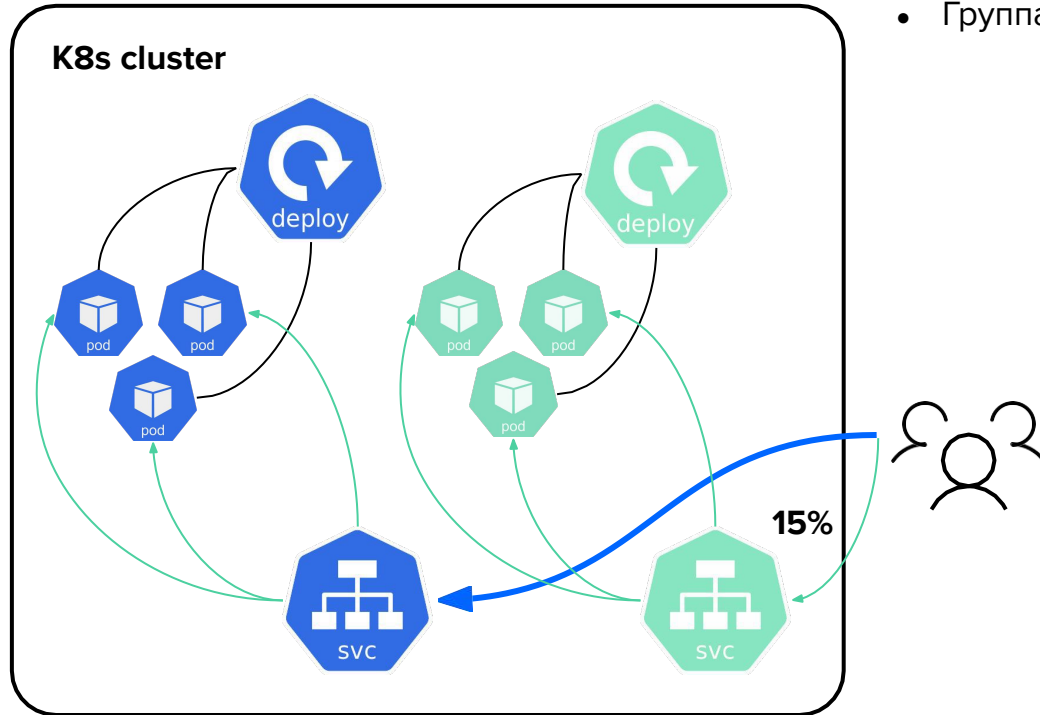 • Группа
K8s cluster
deploy
deploy
pod
pod
pod
pod
pod
pod
15%
svc
svc